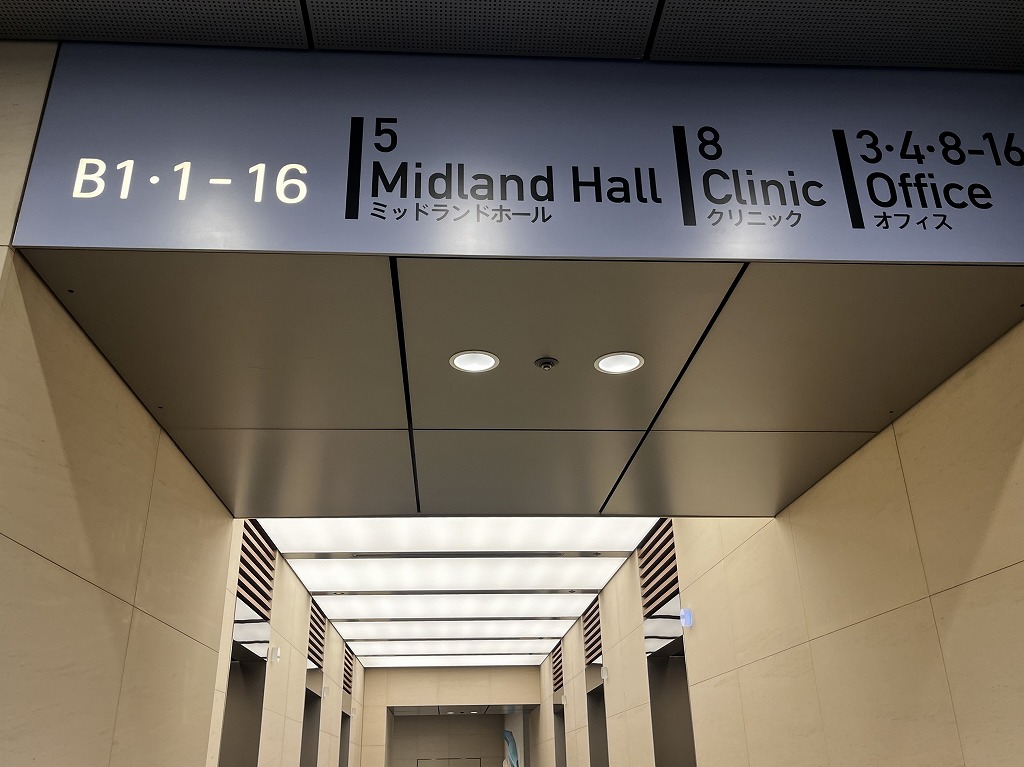 B1・1-16
5
Midland Hall
ミッドランドホール
8
Clinic
クリニック
3・4・8-16
Office
オフィス